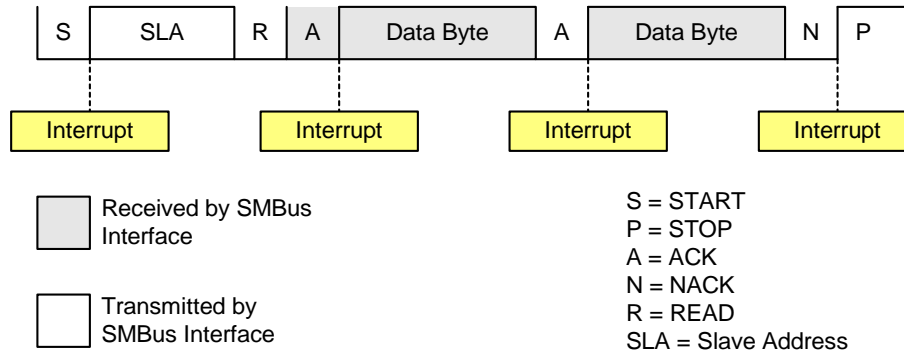 S SLA R A Data Byte A Data Byte N P
Interrupt Interrupt Interrupt Interrupt
Received by SMBus
Interface
Transmitted by
SMBus Interface
S = START
P = STOP
A = ACK
N = NACK
R = READ
SLA = Slave Address